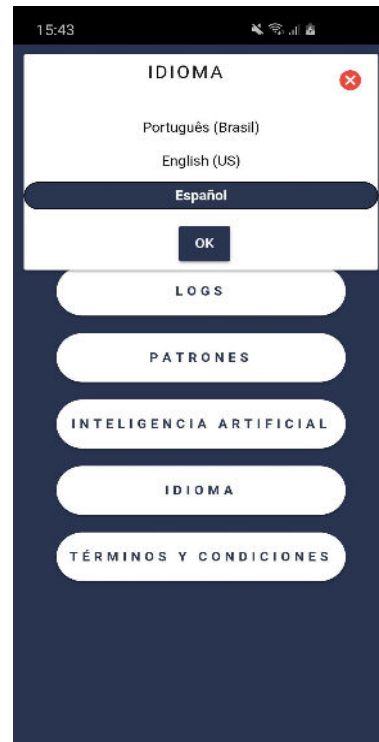 15:43
IDIOMA
Português (Brasil)
English (US)
Español
OK
LOGS
PATRONES
INTELIGENCIA ARTIFICIAL
IDIOMA
TÉRMINOS Y CONDICIONES